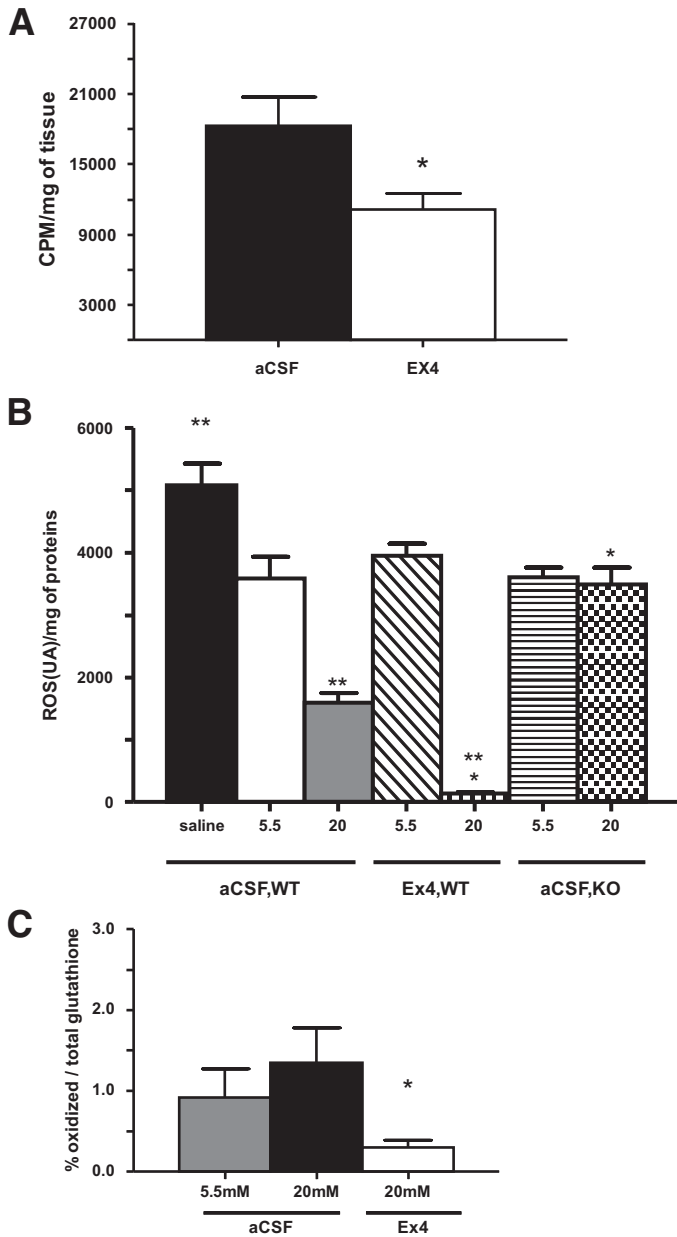 A
CPM/mg of tissue
27000
21000
15000
9000
3000
*
aCSF
EX4
B
ROS(UA)/mg of proteins
6000
4000
2000
0
**
**
**
*
*
saline
5.5
20
5.5
20
5.5
20
aCSF,WT
Ex4,WT
aCSF,KO
C
% oxidized / total glutathione
3.0
2.0
1.0
0.0
*
5.5mM
20mM
20mM
aCSF
Ex4